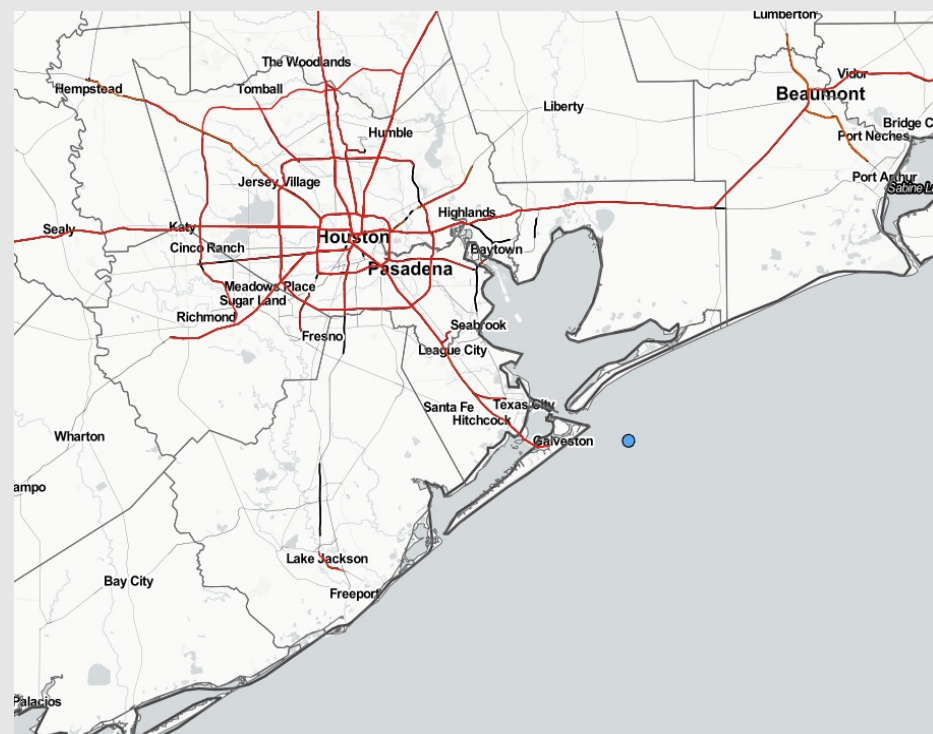 Lumberton
The Woodlands
Hempstead
Tomball
Vidor
Beaumont
Liberty
Bridge C
Humble
Port Neches
Jersey Village
Port Arthur
Sabine L
Highlands
Sealy
Katy
Houston
Cinco Ranch
Baytown
Pasadena
Meadows Place
Sugar Land
Richmond
Seabrook
Fresno
League City
Santa Fe
Texas City
Hitchcock
Wharton
Galveston
ampo
Lake Jackson
Bay City
Freeport
Palacios